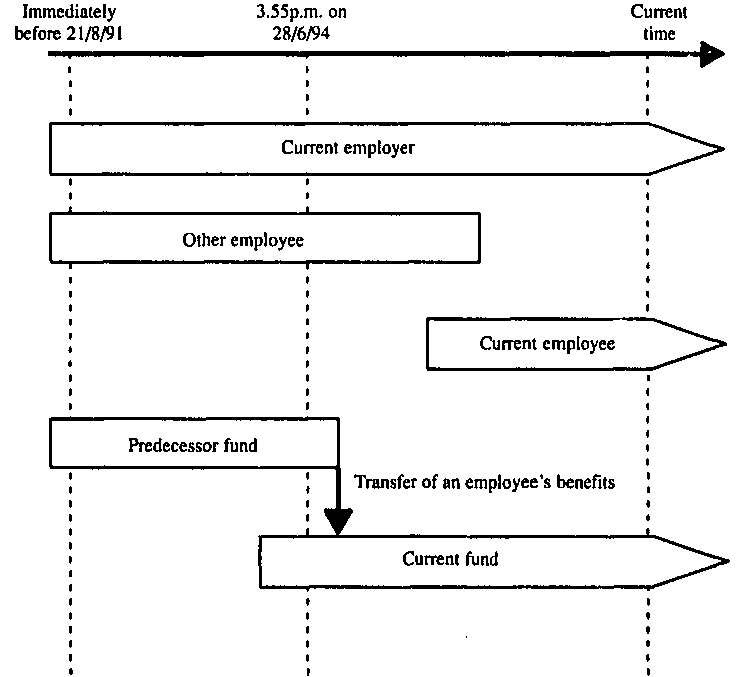 Immediately
before 21/8/91
3.55p.m. on
28/6/94
Current
time
Current employer
Other employee
Current employee
Predecessor fund
Transfer of an employee's benefits
Current fund